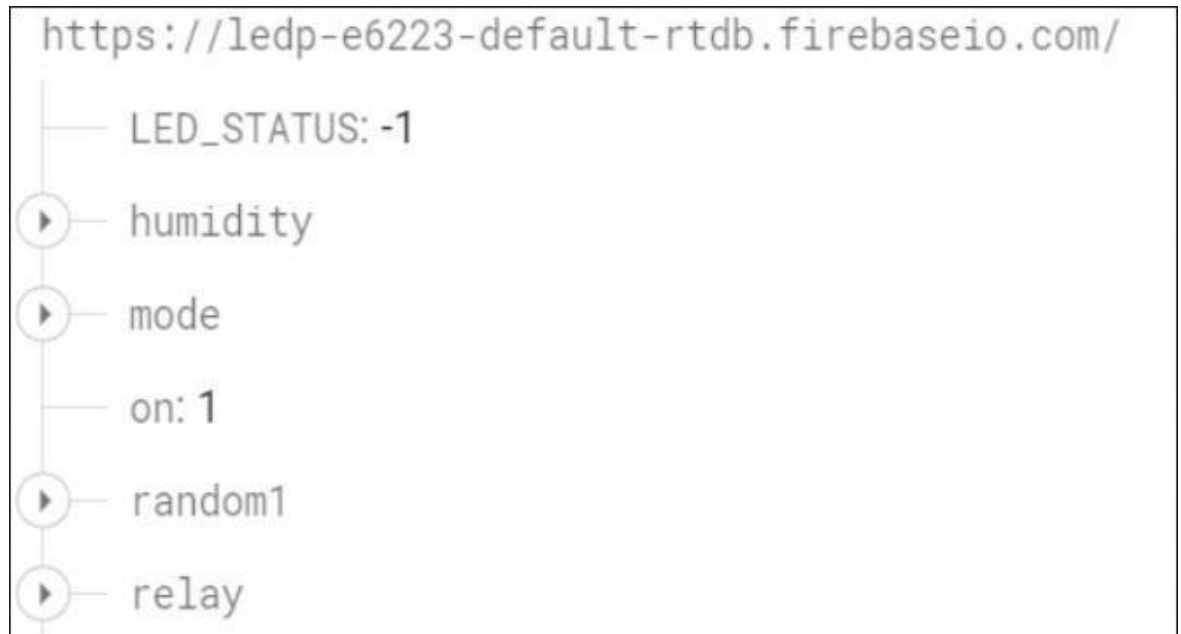 https://ledp-e6223-default-rtdb.firebaseio.com/
LED_STATUS: -1
humidity
mode
on: 1
random1
relay